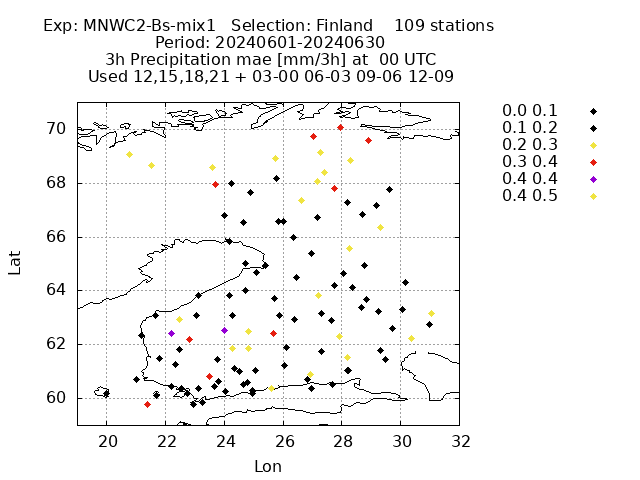 Exp: MNWC2-Bs-mix1   Selection: Finland    109 stations
Period: 20240601-20240630
3h Precipitation mae [mm/3h] at  00 UTC
Used 12,15,18,21 + 03-00 06-03 09-06 12-09
0.0 0.1
0.1 0.2
0.2 0.3
0.3 0.4
0.4 0.4
0.4 0.5
70
68
66
64
62
60
Lat
20 22 24 26 28 30 32
Lon